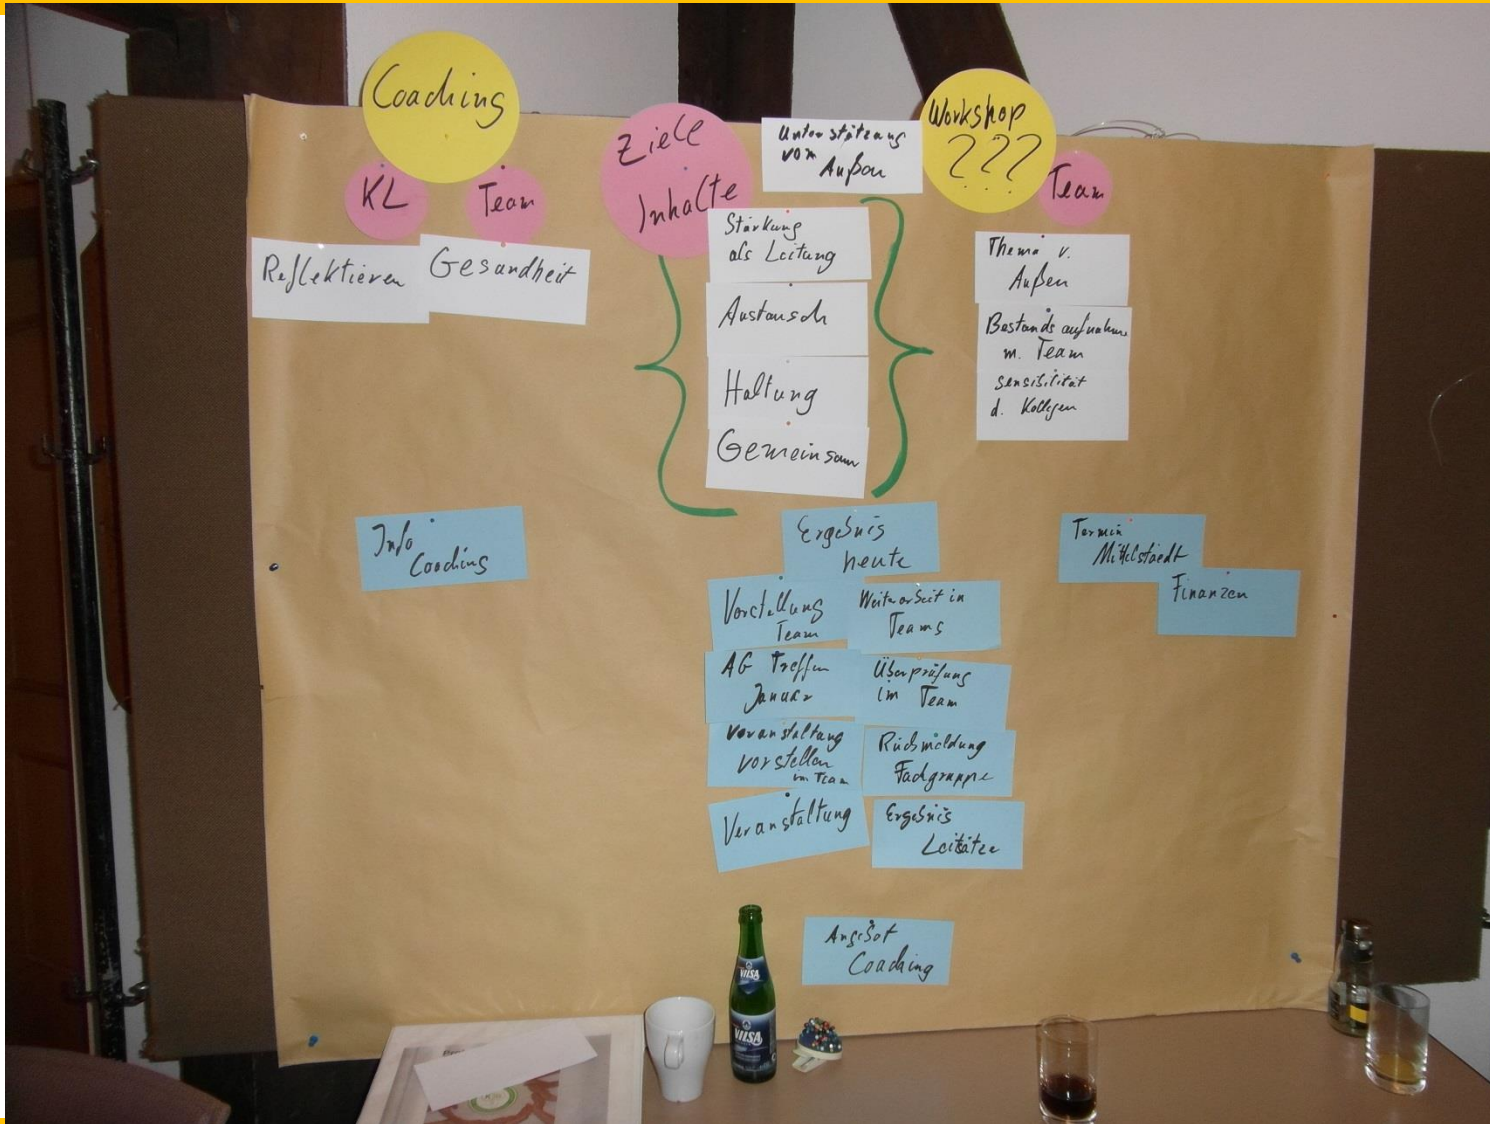 Coaching
KL
Team
Reflektieren
Gesundheit
Ziele
Inhalte
Unterstützung
von
Außen
Stärkung
als Leitung
Austausch
Haltung
Gemeinsam
Workshop
???
Team
Thema v.
Außen
Bestandsaufnahme
m. Team
Sensibilität
d. Kollegen
Info
Coaching
Ergebnis
heute
Vorstellung
Team
Weiterarbeit in
Teams
AG Treffen
Januar
Überprüfung
im Team
Veranstaltung
vorstellen
im Team
Rückmeldung
Fachgruppe
Veranstaltung
Ergebnis
Leitsätze
Angebot
Coaching
Termin
Mittelstaedt
Finanzen
VILSA
VILSA